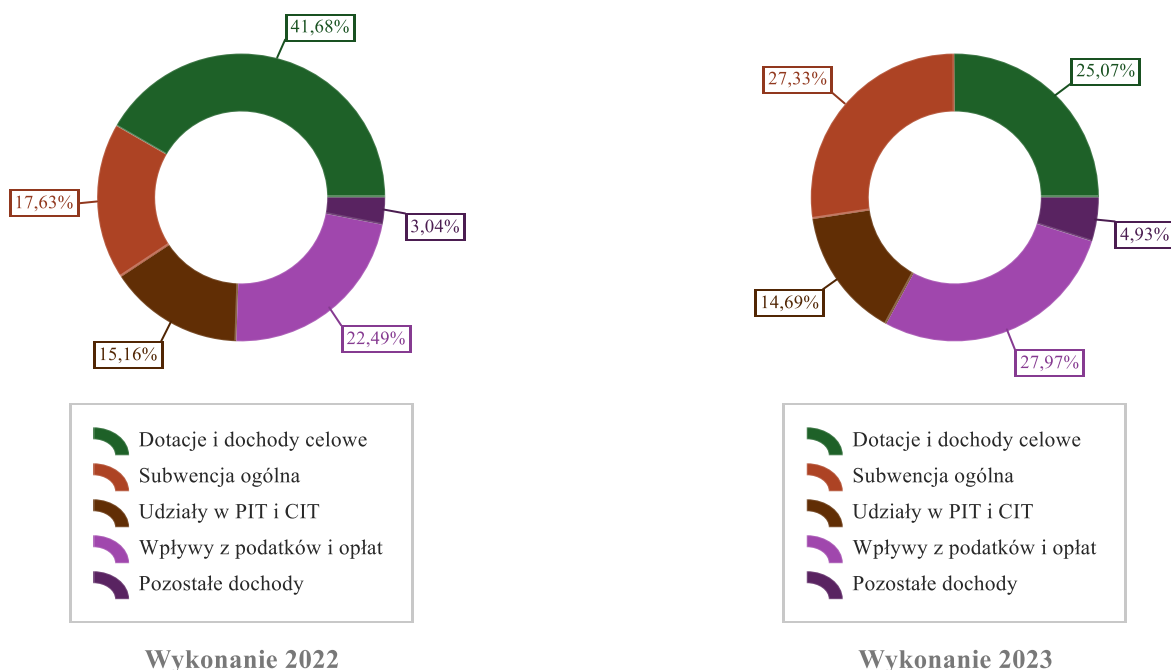 41,68%
17,63%
3,04%
15,16%
22,49%
Dotacje i dochody celowe
Subwencja ogólna
Udziały w PIT i CIT
Wpływy z podatków i opłat
Pozostałe dochody
Wykonanie 2022
27,33%
25,07%
4,93%
14,69%
27,97%
Dotacje i dochody celowe
Subwencja ogólna
Udziały w PIT i CIT
Wpływy z podatków i opłat
Pozostałe dochody
Wykonanie 2023